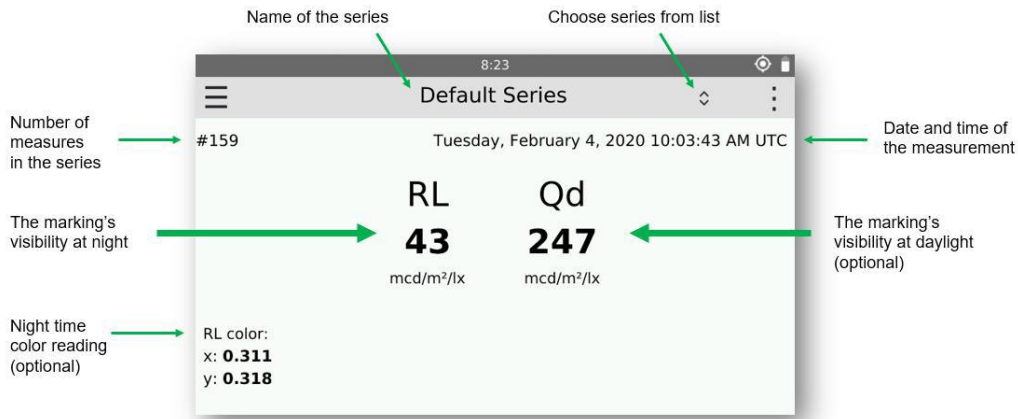 Name of the series
Choose series from list
8:23
Default Series
Number of
measures
in the series
#159
Tuesday, February 4, 2020 10:03:43 AM UTC
Date and time of
the measurement
RL
Qd
The marking's
visibility at night
43
247
The marking's
visibility at daylight
(optional)
mcd/m²/lx
mcd/m²/lx
Night time
color reading
(optional)
RL color:
x: 0.311
y: 0.318